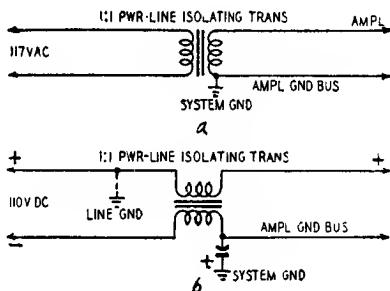 1:1 PWR-LINE ISOLATING TRANS
AMPL
117VAC
AMPL GND BUS
SYSTEM GND
a
1:1 PWR-LINE ISOLATING TRANS
+ +
110V DC
LINE GND
AMPL GND BUS
−
+
SYSTEM GND
b